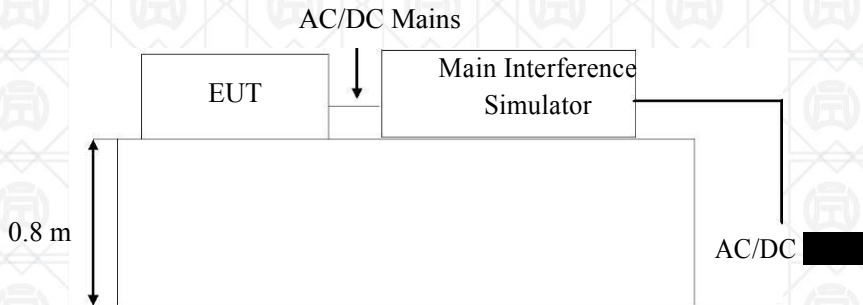 AC/DC Mains
EUT
Main Interference
Simulator
0.8 m
AC/DC